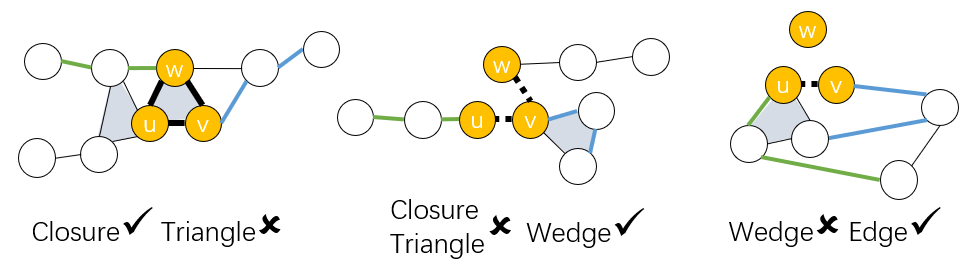 w
u
v
Closure✓ Triangle✘
w
u
v
Closure
Triangle ✘ Wedge✓
w
u
v
Wedge✘ Edge✓